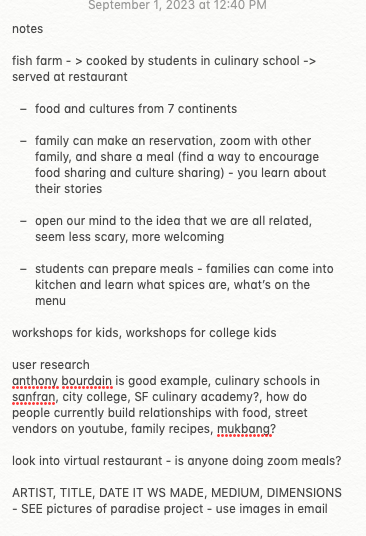 September 1, 2023 at 12:40 PM
notes
fish farm - > cooked by students in culinary school ->
served at restaurant
– food and cultures from 7 continents
– family can make an reservation, zoom with other
family, and share a meal (find a way to encourage
food sharing and culture sharing) - you learn about
their stories
– open our mind to the idea that we are all related,
seem less scary, more welcoming
– students can prepare meals - families can come into
kitchen and learn what spices are, what's on the
menu
workshops for kids, workshops for college kids
user research
anthony bourdain is good example, culinary schools in
sanfran, city college, SF culinary academy?, how do
people currently build relationships with food, street
vendors on youtube, family recipes, mukbang?
look into virtual restaurant - is anyone doing zoom meals?
ARTIST, TITLE, DATE IT WS MADE, MEDIUM, DIMENSIONS
- SEE pictures of paradise project - use images in email